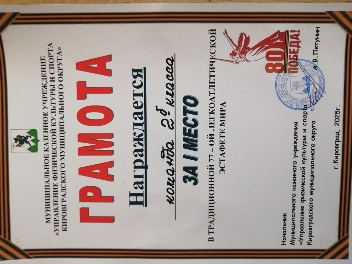 МУНИЦИПАЛЬНОЕ КАЗЕННОЕ УЧРЕЖДЕНИЕ
«УПРАВЛЕНИЕ ФИЗИЧЕСКОЙ КУЛЬТУРЫ И СПОРТА
КИРОВГРАДСКОГО МУНИЦИПАЛЬНОГО ОКРУГА»
ГРАМОТА
Награждается
команда 2б класса
ЗА I МЕСТО
В ТРАДИЦИОННОЙ 77 – ОЙ ЛЕГКОАТЛЕТИЧЕСКОЙ
ЭСТАФЕТЕ МИРА
80 ПОБЕДА!
Начальник
Муниципального казенного учреждения
«Управление физической культуры и спорта
Кировградского муниципального округа
А.В. Петунин
г. Кировград, 2025г.